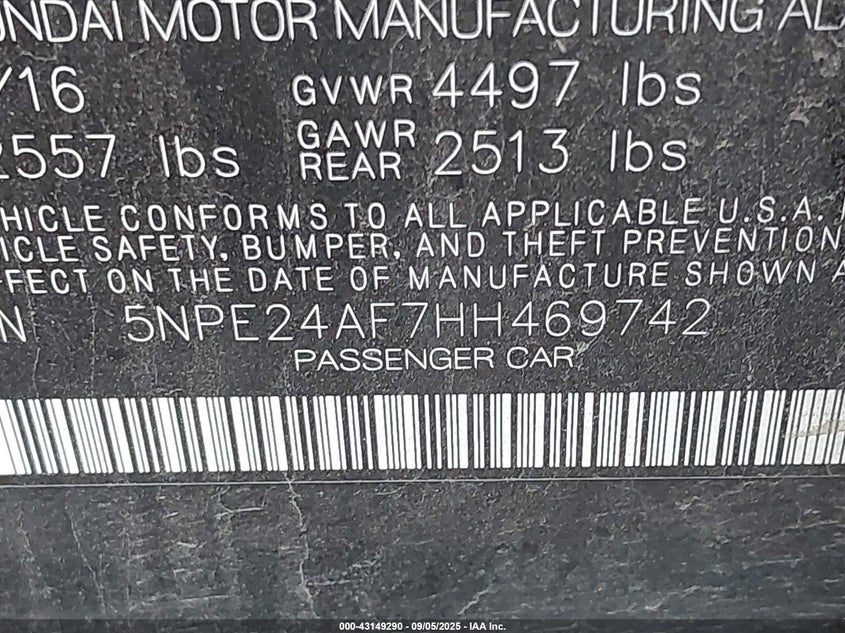 UNDAI MOTOR MANUFACTURING AL
/16 GVWR 4497 lbs
2557 lbs GAWR REAR 2513 lbs
HICLE CONFORMS TO ALL APPLICABLE U.S.A.
ICLE SAFETY, BUMPER, AND THEFT PREVENTION
FFECT ON THE DATE OF MANUFACTURE SHOWN A
N 5NPE24AF7HH469742
PASSENGER CAR
000-43149290 - 09/05/2025 - IAA Inc.